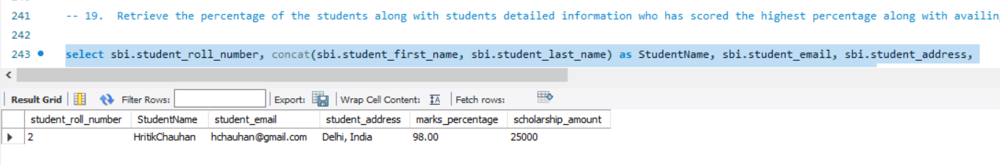 241 -- 19. Retrieve the percentage of the students along with students detailed information who has scored the highest percentage along with availin
242
243 select sbi.student_roll_number, concat(sbi.student_first_name, sbi.student_last_name) as StudentName, sbi.student_email, sbi.student_address,
Result Grid Filter Rows: Export: Wrap Cell Content: IA Fetch rows:
student_roll_number StudentName student_email student_address marks_percentage scholarship_amount
2 HritikChauhan hchauhan@gmail.com Delhi, India 98.00 25000